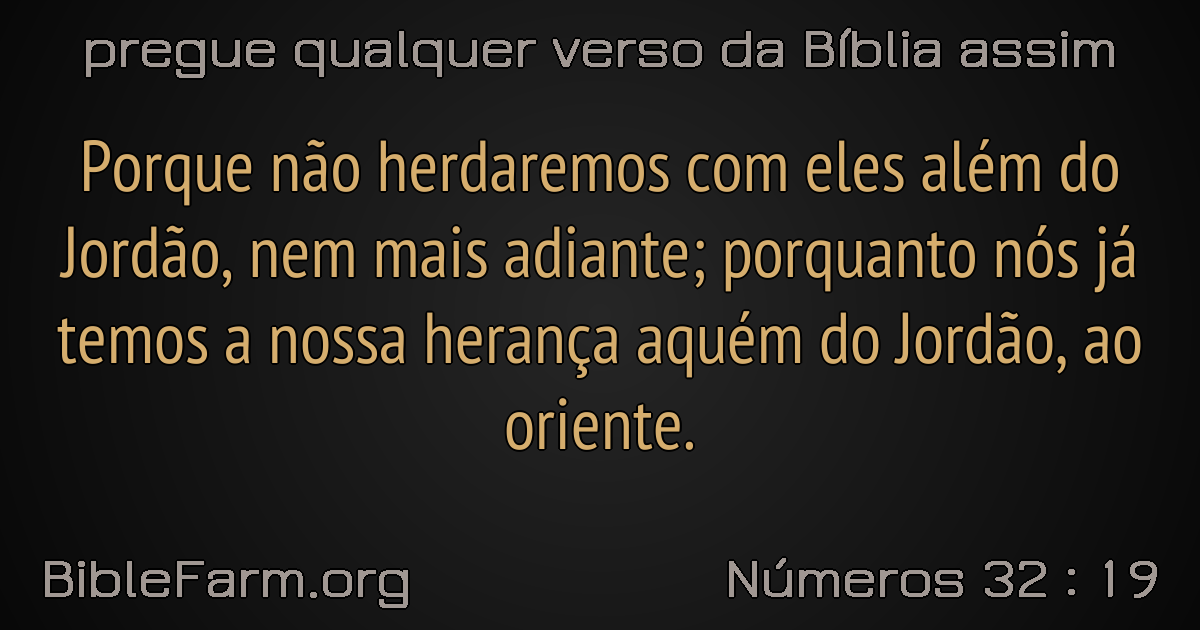 pregue qualquer verso da Bíblia assim
Porque não herdaremos com eles além do
Jordão, nem mais adiante; porquanto nós já
temos a nossa herança aquém do Jordão, ao
oriente.
BibleFarm.org
Números 32 : 19